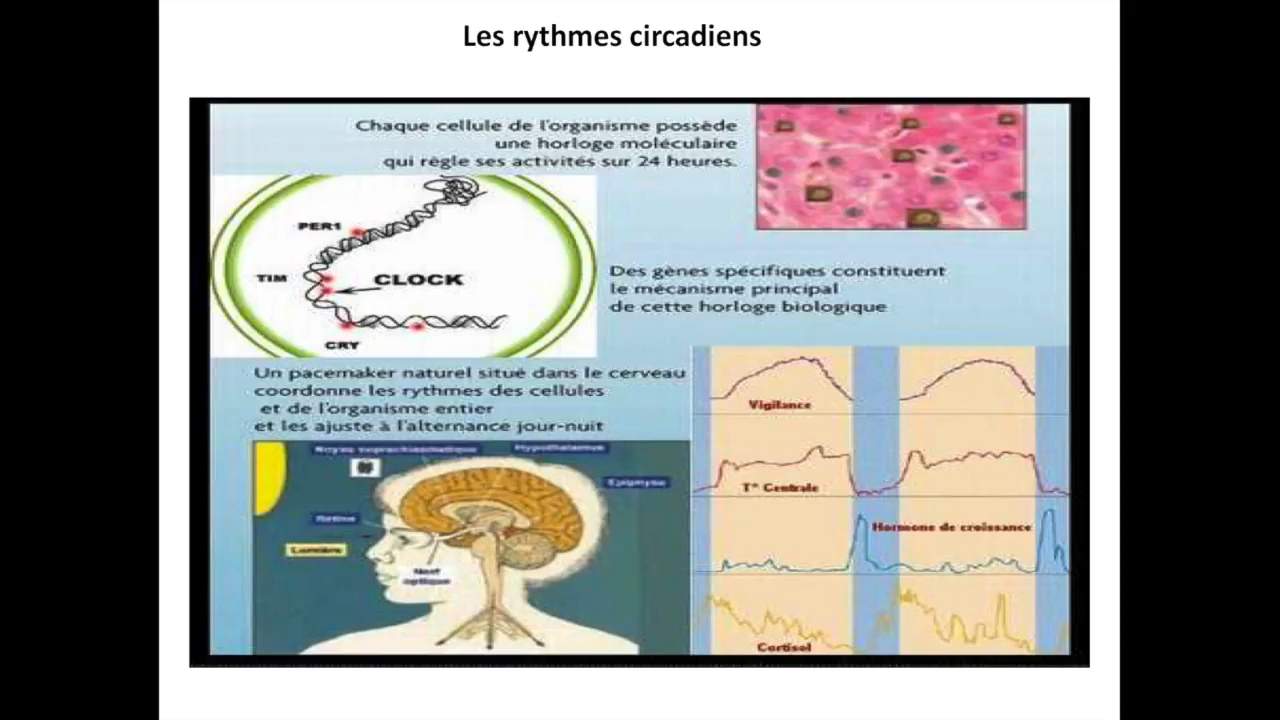 Les rythmes circadiens
Chaque cellule de l'organisme possède
une horloge moléculaire
qui règle ses activités sur 24 heures.
PER1
TIM
CLOCK
CRY
Des gènes spécifiques constituent
le mécanisme principal
de cette horloge biologique
Un pacemaker naturel situé dans le cerveau
coordonne les rythmes des cellules
et de l'organisme entier
et les ajuste à l'alternance jour-nuit
Noyau suprachiasmatique
Hypothalamus
Epiphyse
Rétine
Lumière
Nerf
optique
Vigilance
T° Centrale
Hormone de croissance
Cortisol